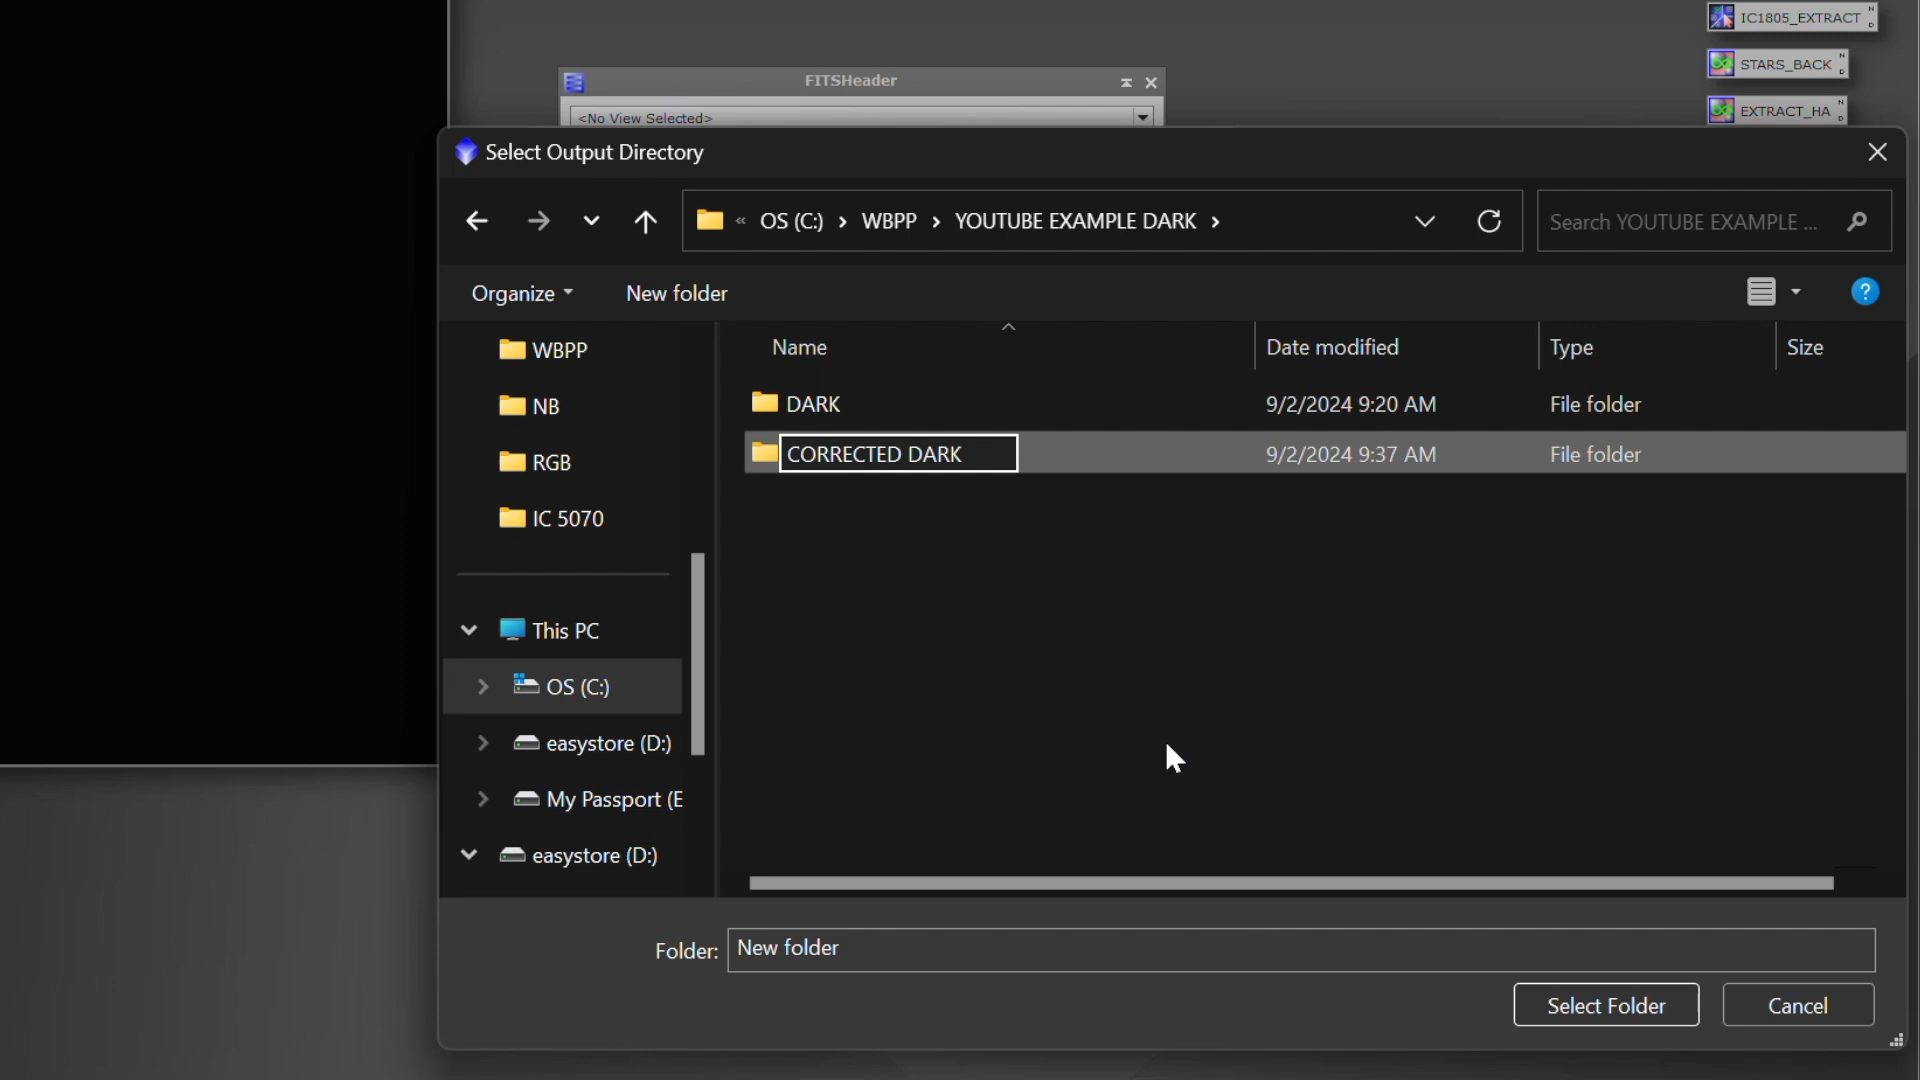 IC1805_EXTRACT
N
D
STARS_BACK
N
D
EXTRACT_HA
N
D
FITSHeader
<No View Selected>
Select Output Directory
« OS (C:) › WBPP › YOUTUBE EXAMPLE DARK ›
Search YOUTUBE EXAMPLE ...
Organize
New folder
?
WBPP
NB
RGB
IC 5070
This PC
OS (C:)
easystore (D:)
My Passport (E
easystore (D:)
Name Date modified Type Size
DARK 9/2/2024 9:20 AM File folder
CORRECTED DARK 9/2/2024 9:37 AM File folder
Folder: New folder
Select Folder
Cancel